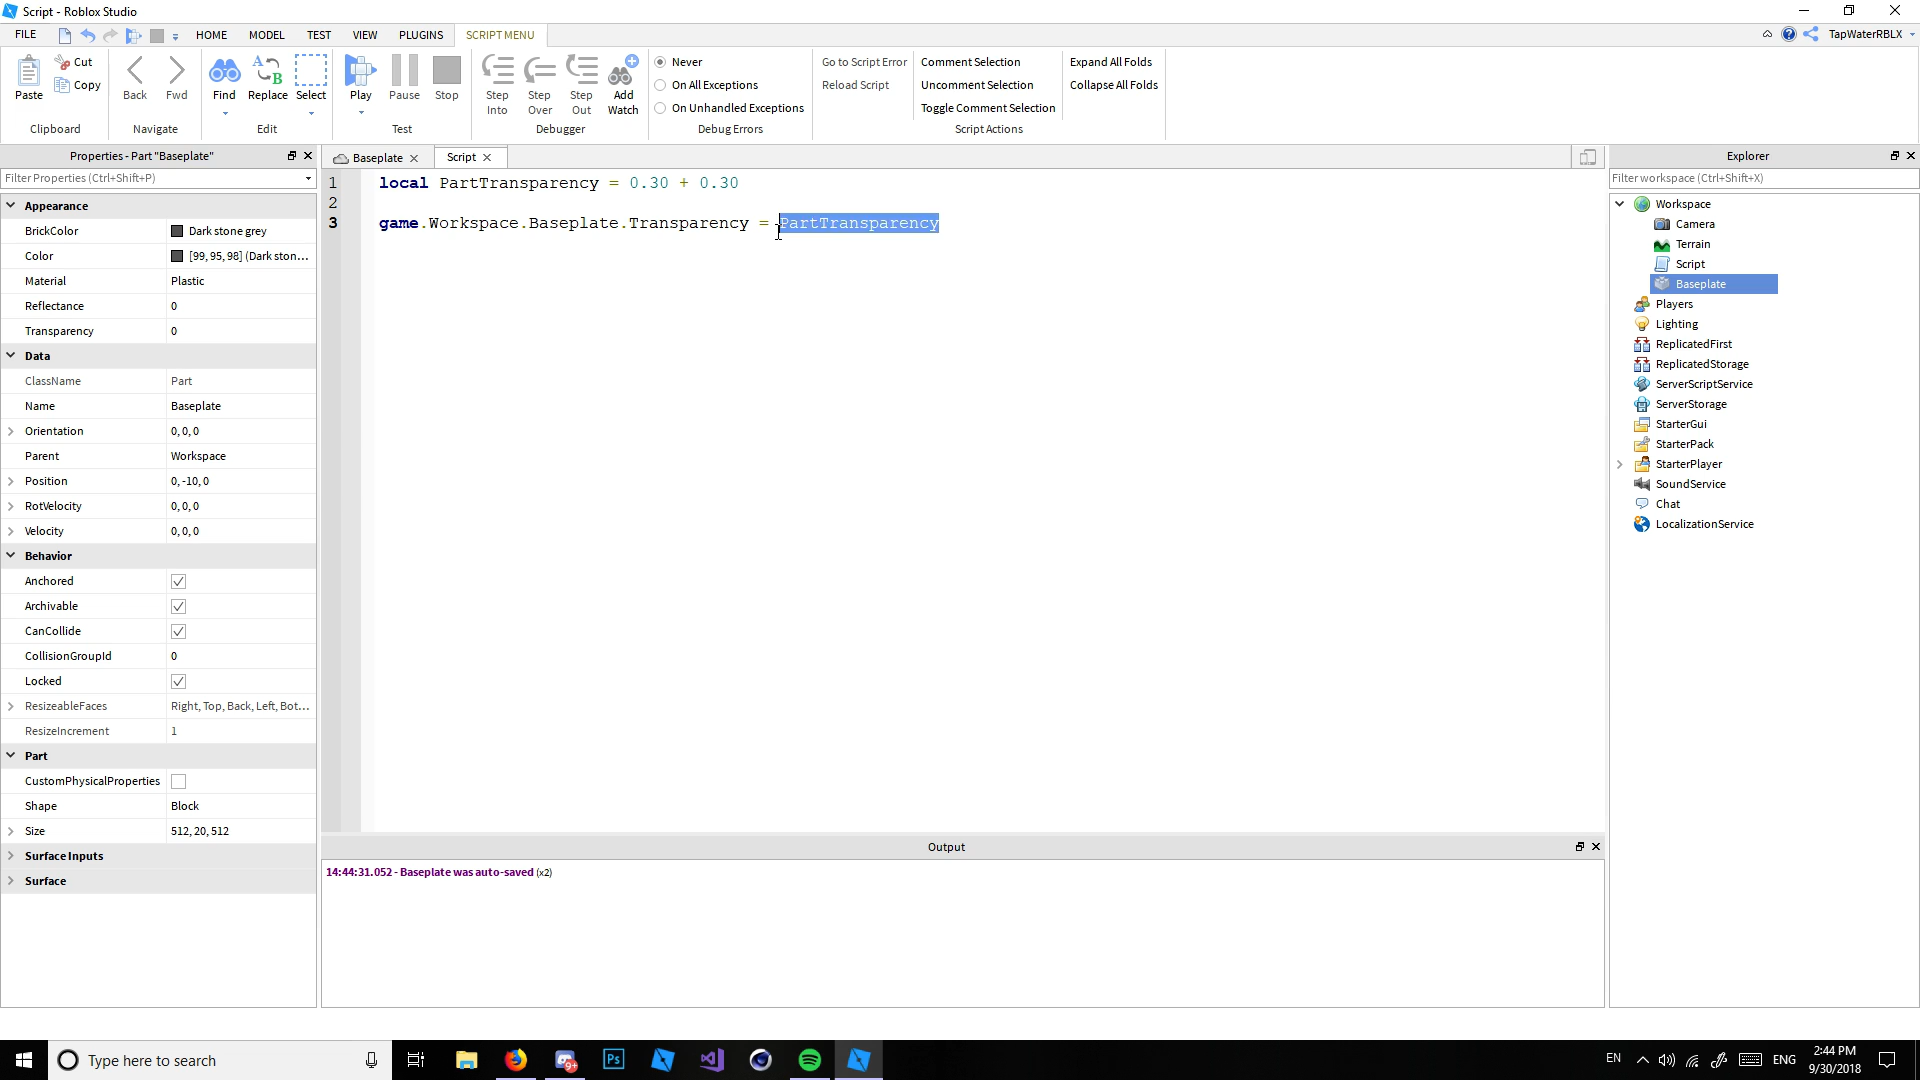 Script - Roblox Studio
FILE HOME MODEL TEST VIEW PLUGINS SCRIPT MENU TapWaterRBLX
Paste Cut Copy Clipboard
Back Fwd Navigate
Find Replace Select Edit
Play Pause Stop Test
Step Into Step Over Step Out Add Watch Debugger
Never
On All Exceptions
On Unhandled Exceptions
Debug Errors
Go to Script Error
Reload Script
Comment Selection
Uncomment Selection
Toggle Comment Selection
Expand All Folds
Collapse All Folds
Script Actions
Properties - Part "Baseplate"
Filter Properties (Ctrl+Shift+P)
Appearance
BrickColor Dark stone grey
Color [99, 95, 98] (Dark ston...
Material Plastic
Reflectance 0
Transparency 0
Data
ClassName Part
Name Baseplate
Orientation 0, 0, 0
Parent Workspace
Position 0, -10, 0
RotVelocity 0, 0, 0
Velocity 0, 0, 0
Behavior
Anchored
Archivable
CanCollide
CollisionGroupId 0
Locked
ResizeableFaces Right, Top, Back, Left, Bot...
ResizeIncrement 1
Part
CustomPhysicalProperties
Shape Block
Size 512, 20, 512
Surface Inputs
Surface
Baseplate Script
1 local PartTransparency = 0.30 + 0.30
2
3 game.Workspace.Baseplate.Transparency = PartTransparency
Output
14:44:31.052 - Baseplate was auto-saved (x2)
Explorer
Filter workspace (Ctrl+Shift+X)
Workspace
Camera
Terrain
Script
Baseplate
Players
Lighting
ReplicatedFirst
ReplicatedStorage
ServerScriptService
ServerStorage
StarterGui
StarterPack
StarterPlayer
SoundService
Chat
LocalizationService
Type here to search
9+
Ps
EN
ENG
2:44 PM
9/30/2018